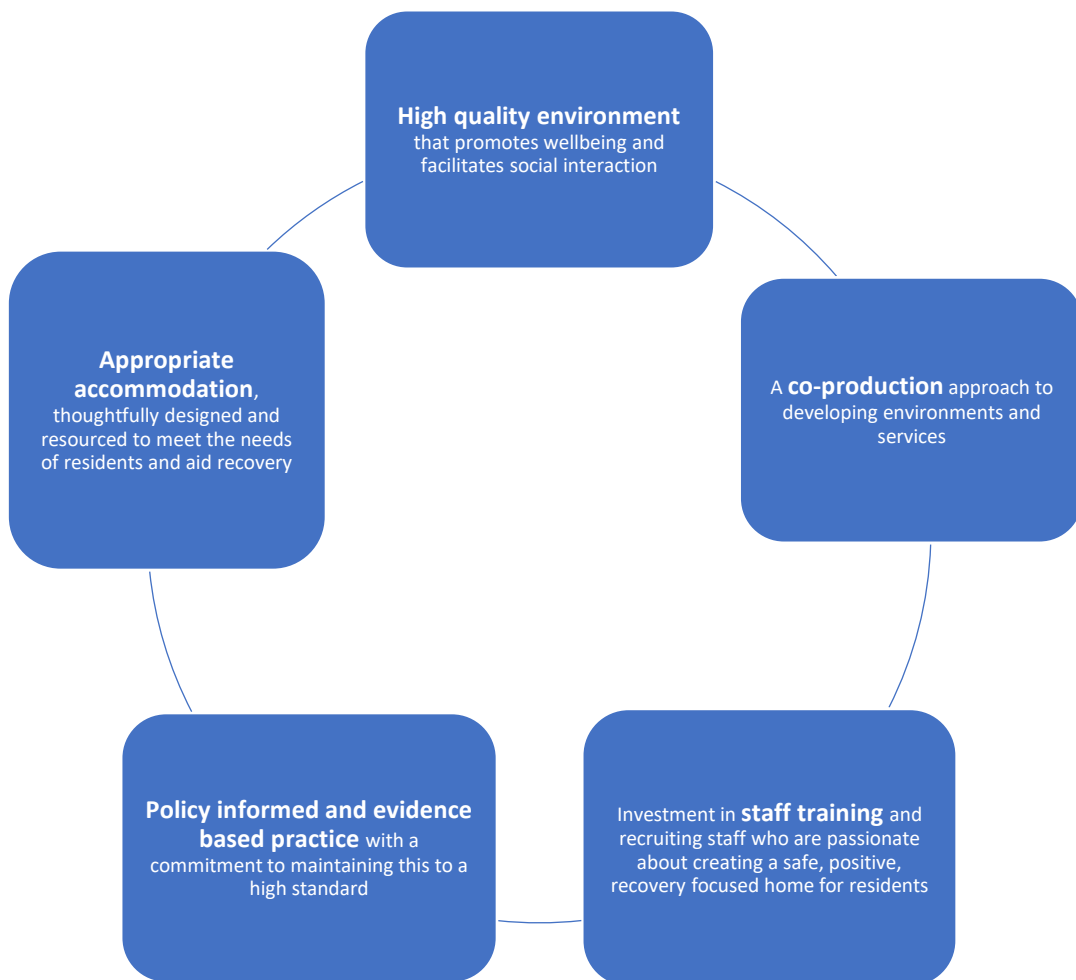 High quality environment
that promotes wellbeing and
facilitates social interaction
A co-production approach to
developing environments and
services
Investment in staff training and
recruiting staff who are passionate
about creating a safe, positive,
recovery focused home for residents
Policy informed and evidence
based practice with a
commitment to maintaining this to a
high standard
Appropriate
accommodation,
thoughtfully designed and
resourced to meet the needs
of residents and aid recovery